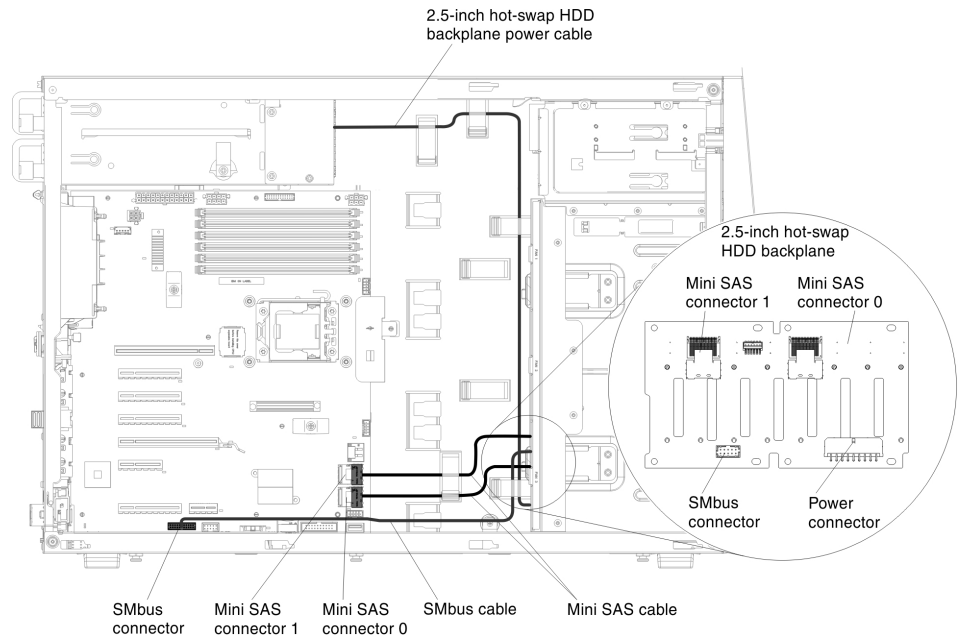 2.5-inch hot-swap HDD
backplane power cable
2.5-inch hot-swap
HDD backplane
Mini SAS
connector 1
Mini SAS
connector 0
SMbus
connector
Power
connector
SMbus
connector
Mini SAS
connector 1
Mini SAS
connector 0
SMbus cable
Mini SAS cable